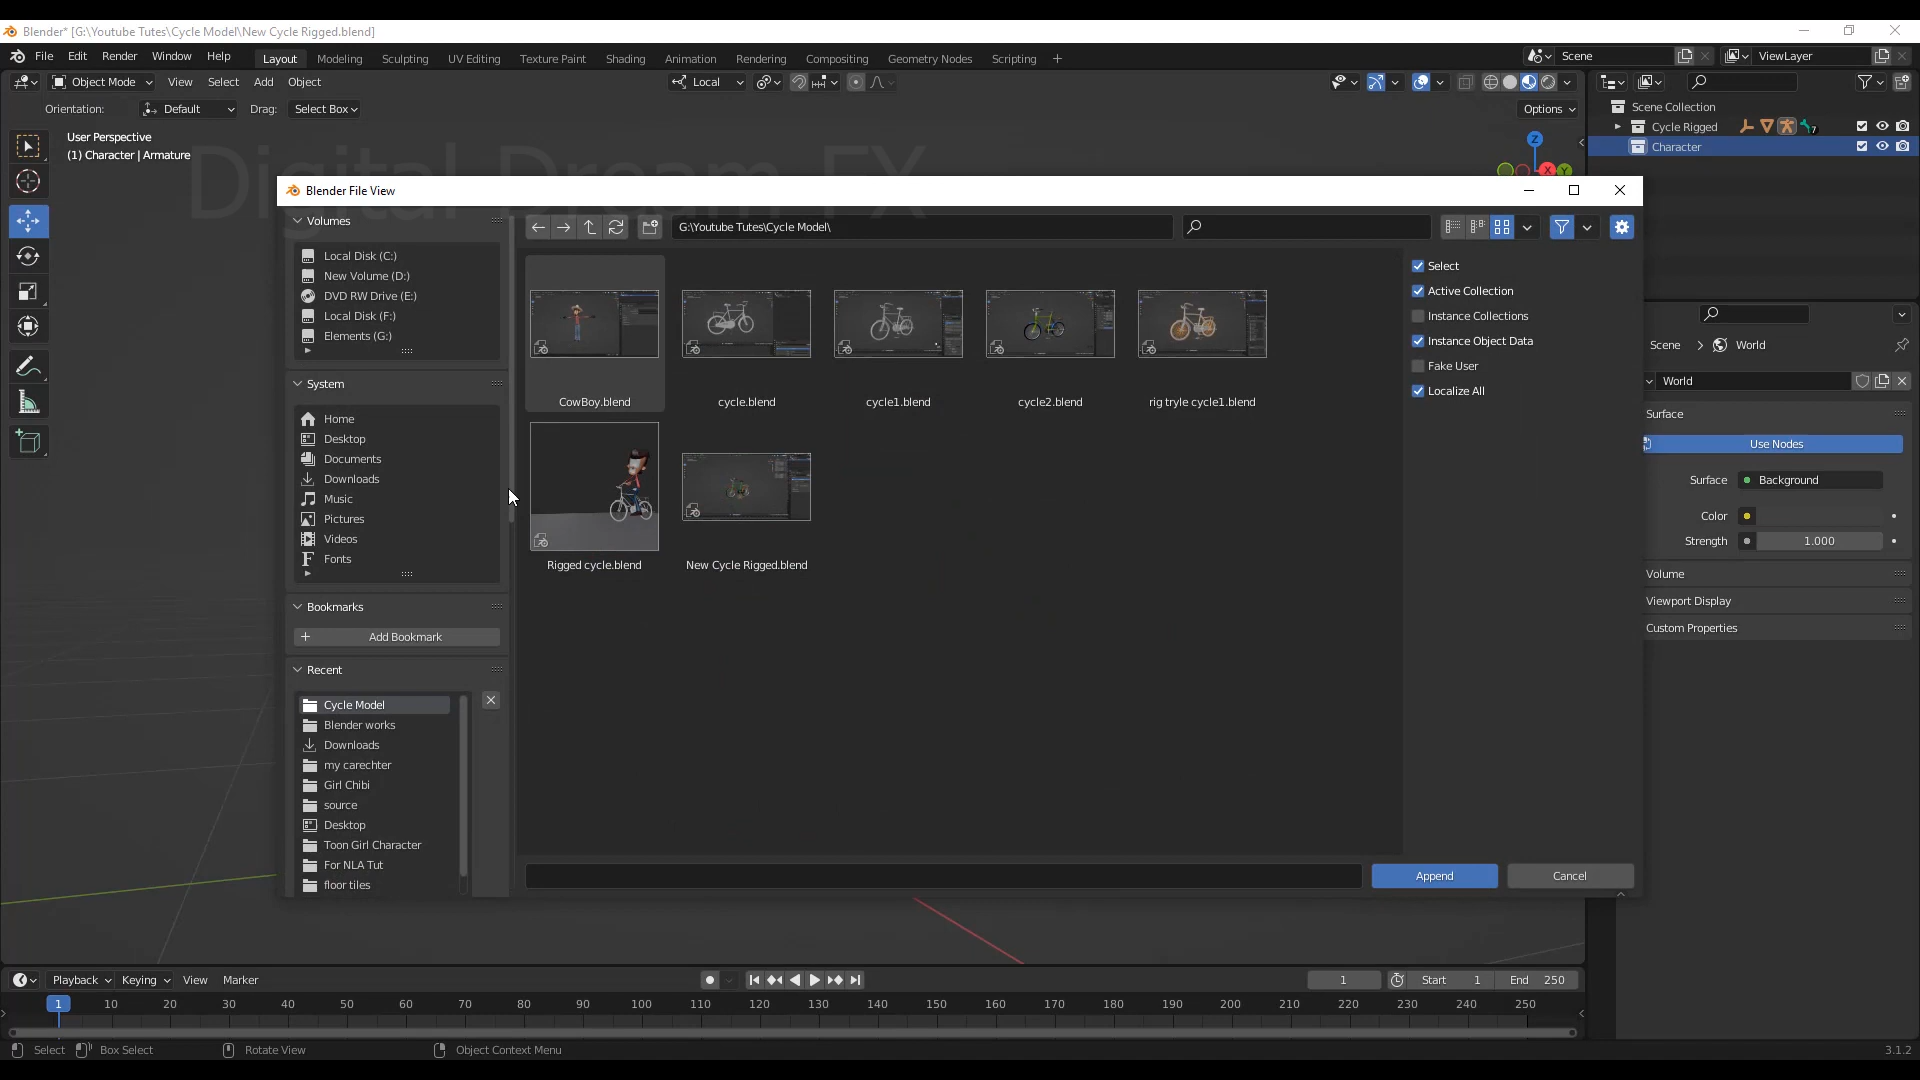 Blender* [G:\Youtube Tutes\Cycle Model\New Cycle Rigged.blend]
File Edit Render Window Help Layout Modeling Sculpting UV Editing Texture Paint Shading Animation Rendering Compositing Geometry Nodes Scripting + Scene ViewLayer
Object Mode View Select Add Object Local
Orientation: Default Drag: Select Box Options
User Perspective
(1) Character | Armature
Digital Dream FX
Scene Collection
Cycle Rigged 7
Character
Z
X
Y
Blender File View
Volumes
Local Disk (C:)
New Volume (D:)
DVD RW Drive (E:)
Local Disk (F:)
Elements (G:)
System
Home
Desktop
Documents
Downloads
Music
Pictures
Videos
Fonts
Bookmarks
Add Bookmark
Recent
Cycle Model
Blender works
Downloads
my carechter
Girl Chibi
source
Desktop
Toon Girl Character
For NLA Tut
floor tiles
G:\Youtube Tutes\Cycle Model\
CowBoy.blend
cycle.blend
cycle1.blend
cycle2.blend
rig tryle cycle1.blend
Rigged cycle.blend
New Cycle Rigged.blend
Select
Active Collection
Instance Collections
Instance Object Data
Fake User
Localize All
Append
Cancel
Scene World
World
Surface
Use Nodes
Surface Background
Color
Strength 1.000
Volume
Viewport Display
Custom Properties
Playback Keying View Marker 1 Start 1 End 250
1 10 20 30 40 50 60 70 80 90 100 110 120 130 140 150 160 170 180 190 200 210 220 230 240 250
Select Box Select Rotate View Object Context Menu 3.1.2